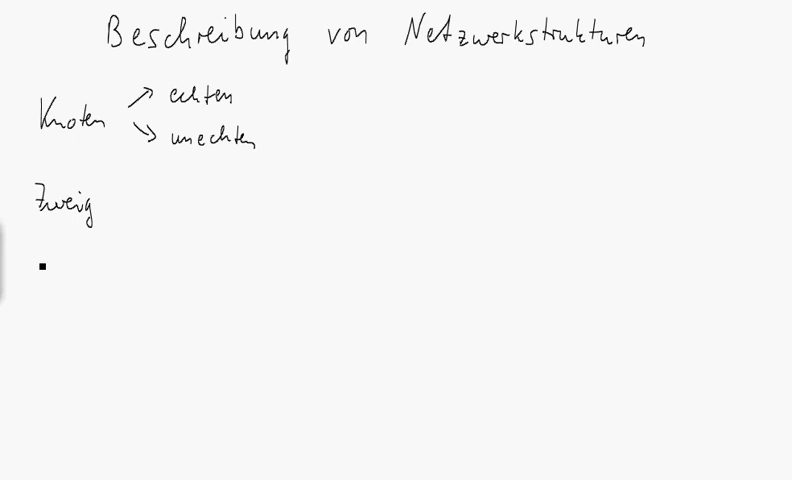 Beschreibung von Netzwerkstrukturen
Knoten ↗ echten
↘ unechten
Zweig